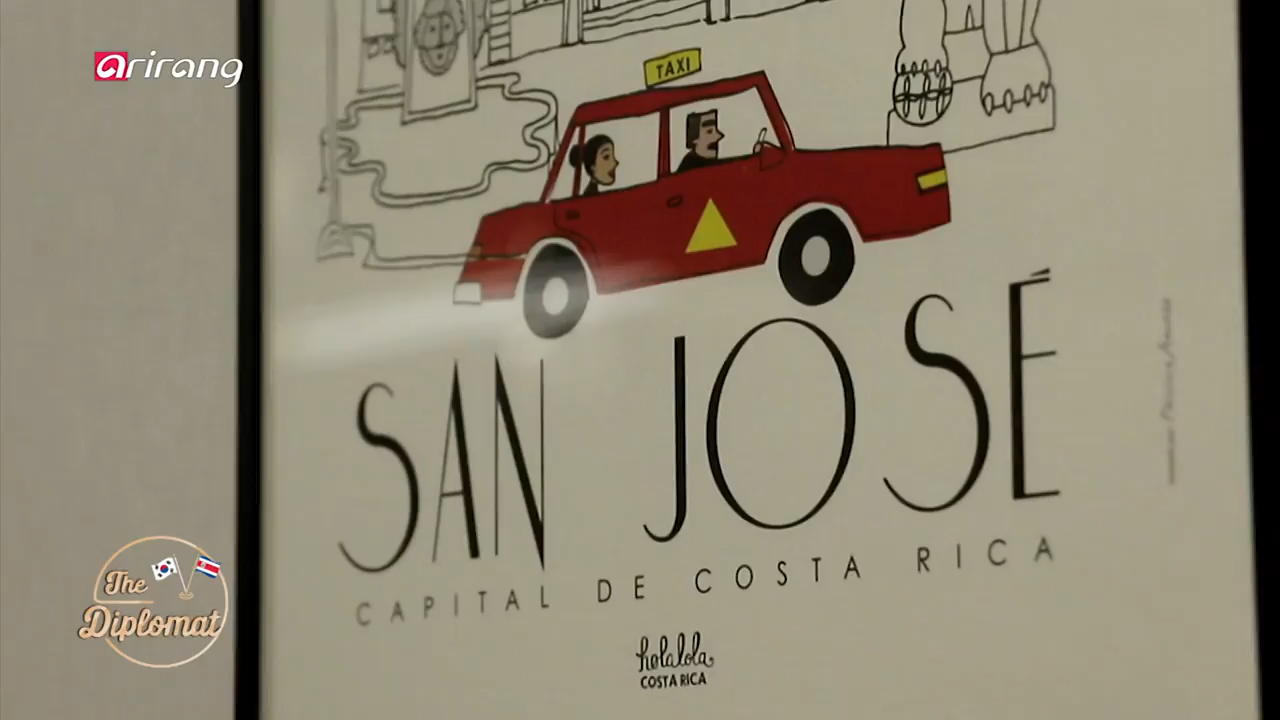 arirang
TAXI
SAN JOSÉ
CAPITAL DE COSTA RICA
holalola
COSTA RICA
The
Diplomat